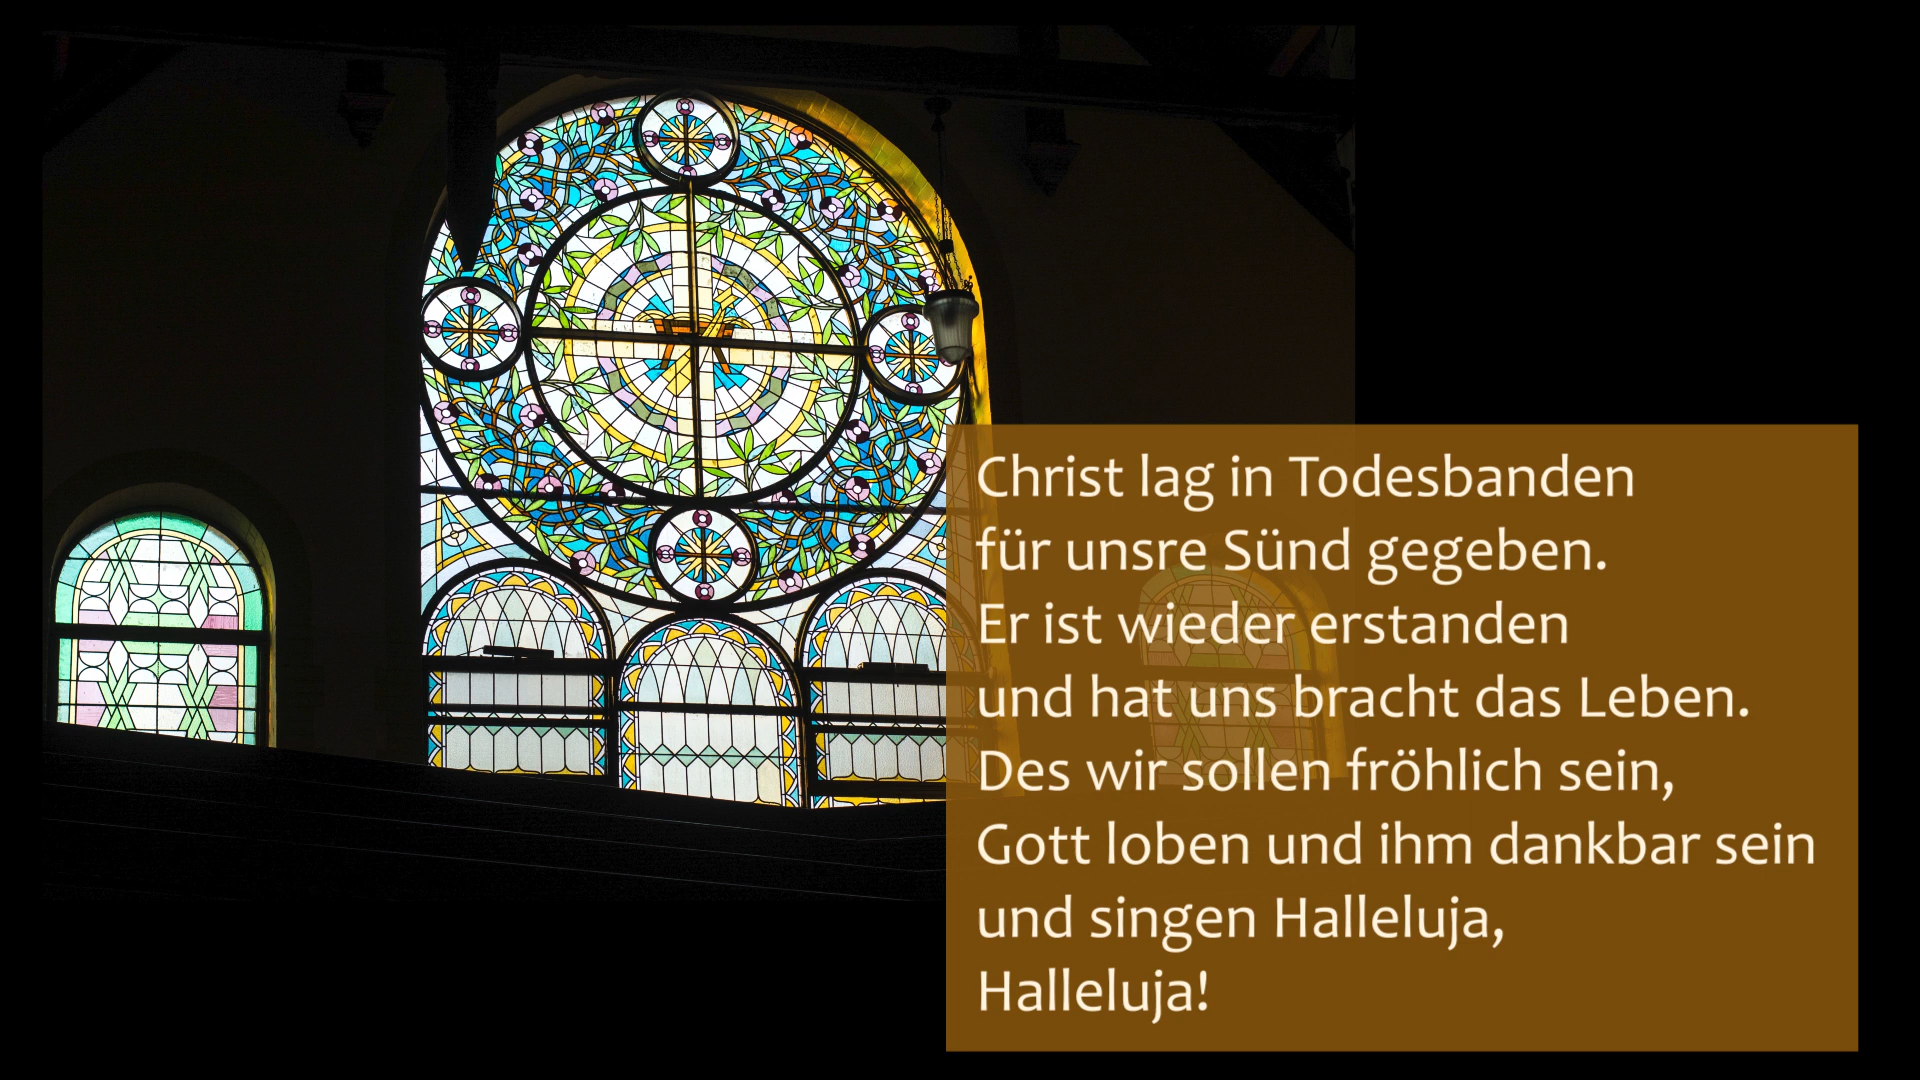 Christ lag in Todesbanden
für unsre Sünd gegeben.
Er ist wieder erstanden
und hat uns bracht das Leben.
Des wir sollen fröhlich sein,
Gott loben und ihm dankbar sein
und singen Halleluja,
Halleluja!